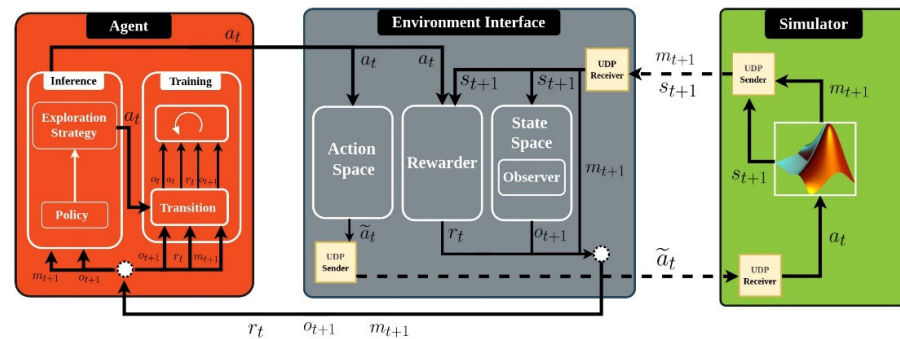 Agent
a_t
Inference
Training
Exploration
Strategy
a_t
Policy
o_t a_t r_t o_{t+1}
Transition
m_{t+1} o_{t+1}
o_{t+1} r_t m_{t+1}
Environment Interface
a_t
a_t
s_{t+1}
s_{t+1}
UDP
Receiver
Action
Space
Rewarder
State
Space
Observer
m_{t+1}
ã_t
r_t
o_{t+1}
UDP
Sender
r_t o_{t+1} m_{t+1}
m_{t+1}
s_{t+1}
ã_t
Simulator
UDP
Sender
m_{t+1}
s_{t+1}
a_t
UDP
Receiver